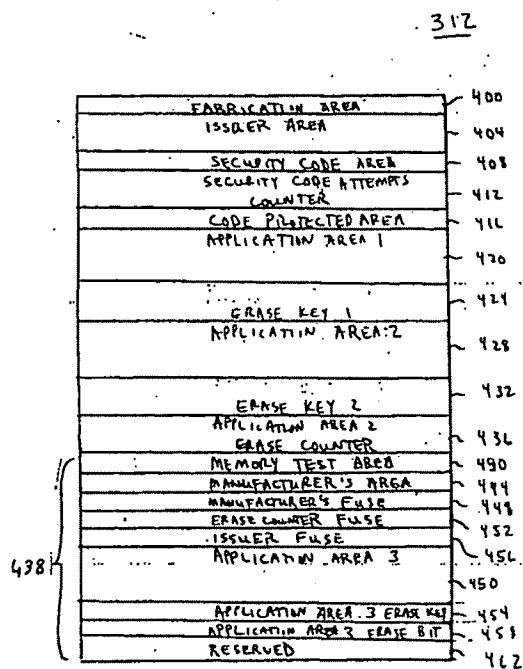 312
FABRICATION AREA 400
ISSUER AREA 404
SECURITY CODE AREA 408
SECURITY CODE ATTEMPTS
COUNTER 412
CODE PROTECTED AREA 416
APPLICATION AREA 1 420
ERASE KEY 1 424
APPLICATION AREA 2 428
ERASE KEY 2 432
APPLICATION AREA 2
ERASE COUNTER 436
MEMORY TEST AREA 490
MANUFACTURER'S AREA 494
MANUFACTURER'S FUSE 448
ERASE COUNTER FUSE 452
ISSUER FUSE 456
APPLICATION AREA 3 450
438
APPLICATION AREA 3 ERASE KEY 454
APPLICATION AREA 3 ERASE BIT 458
RESERVED 462